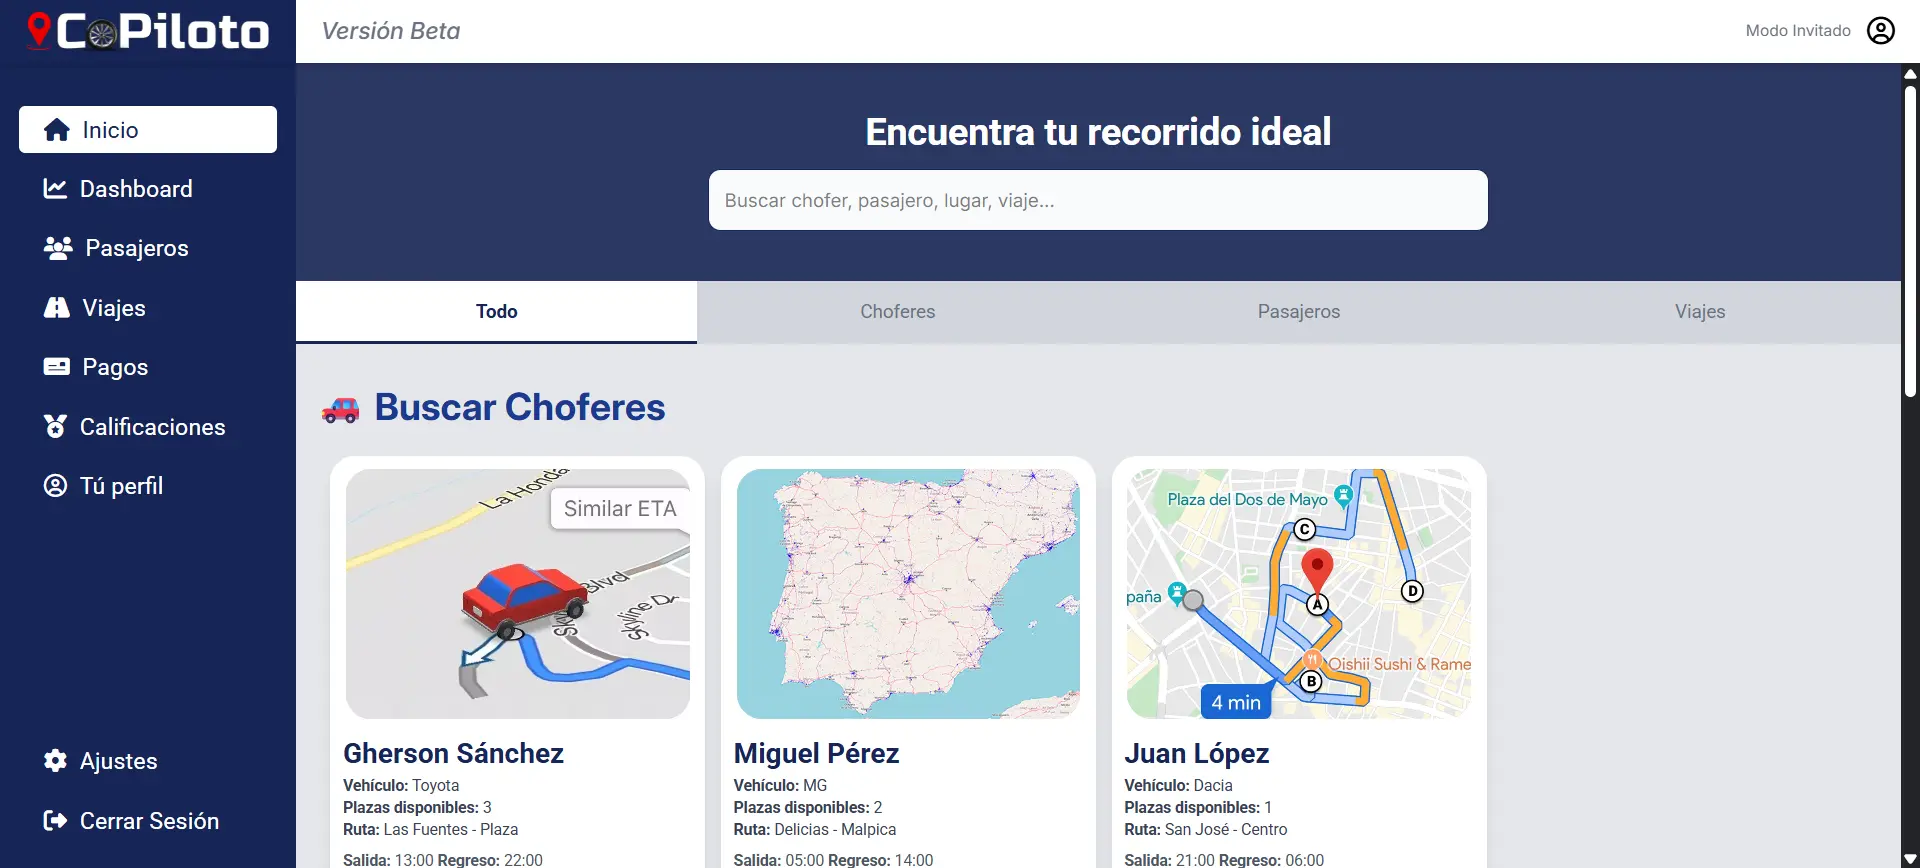 CoPiloto
Versión Beta
Modo Invitado
Inicio
Dashboard
Pasajeros
Viajes
Pagos
Calificaciones
Tú perfil
Ajustes
Cerrar Sesión
Encuentra tu recorrido ideal
Buscar chofer, pasajero, lugar, viaje...
Todo
Choferes
Pasajeros
Viajes
Buscar Choferes
La Honda
Similar ETA
Blvd
Skyline Dr
Gherson Sánchez
Vehículo: Toyota
Plazas disponibles: 3
Ruta: Las Fuentes - Plaza
Salida: 13:00 Regreso: 22:00
Miguel Pérez
Vehículo: MG
Plazas disponibles: 2
Ruta: Delicias - Malpica
Salida: 05:00 Regreso: 14:00
Plaza del Dos de Mayo
C
D
paña
A
Oishii Sushi & Rame
B
4 min
Juan López
Vehículo: Dacia
Plazas disponibles: 1
Ruta: San José - Centro
Salida: 21:00 Regreso: 06:00